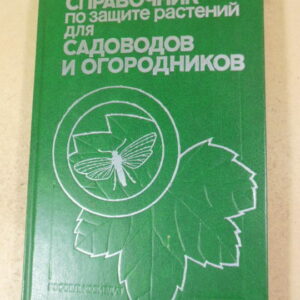 СПРАВОЧНИК
по защите растений
для
САДОВОДОВ
И ОГОРОДНИКОВ